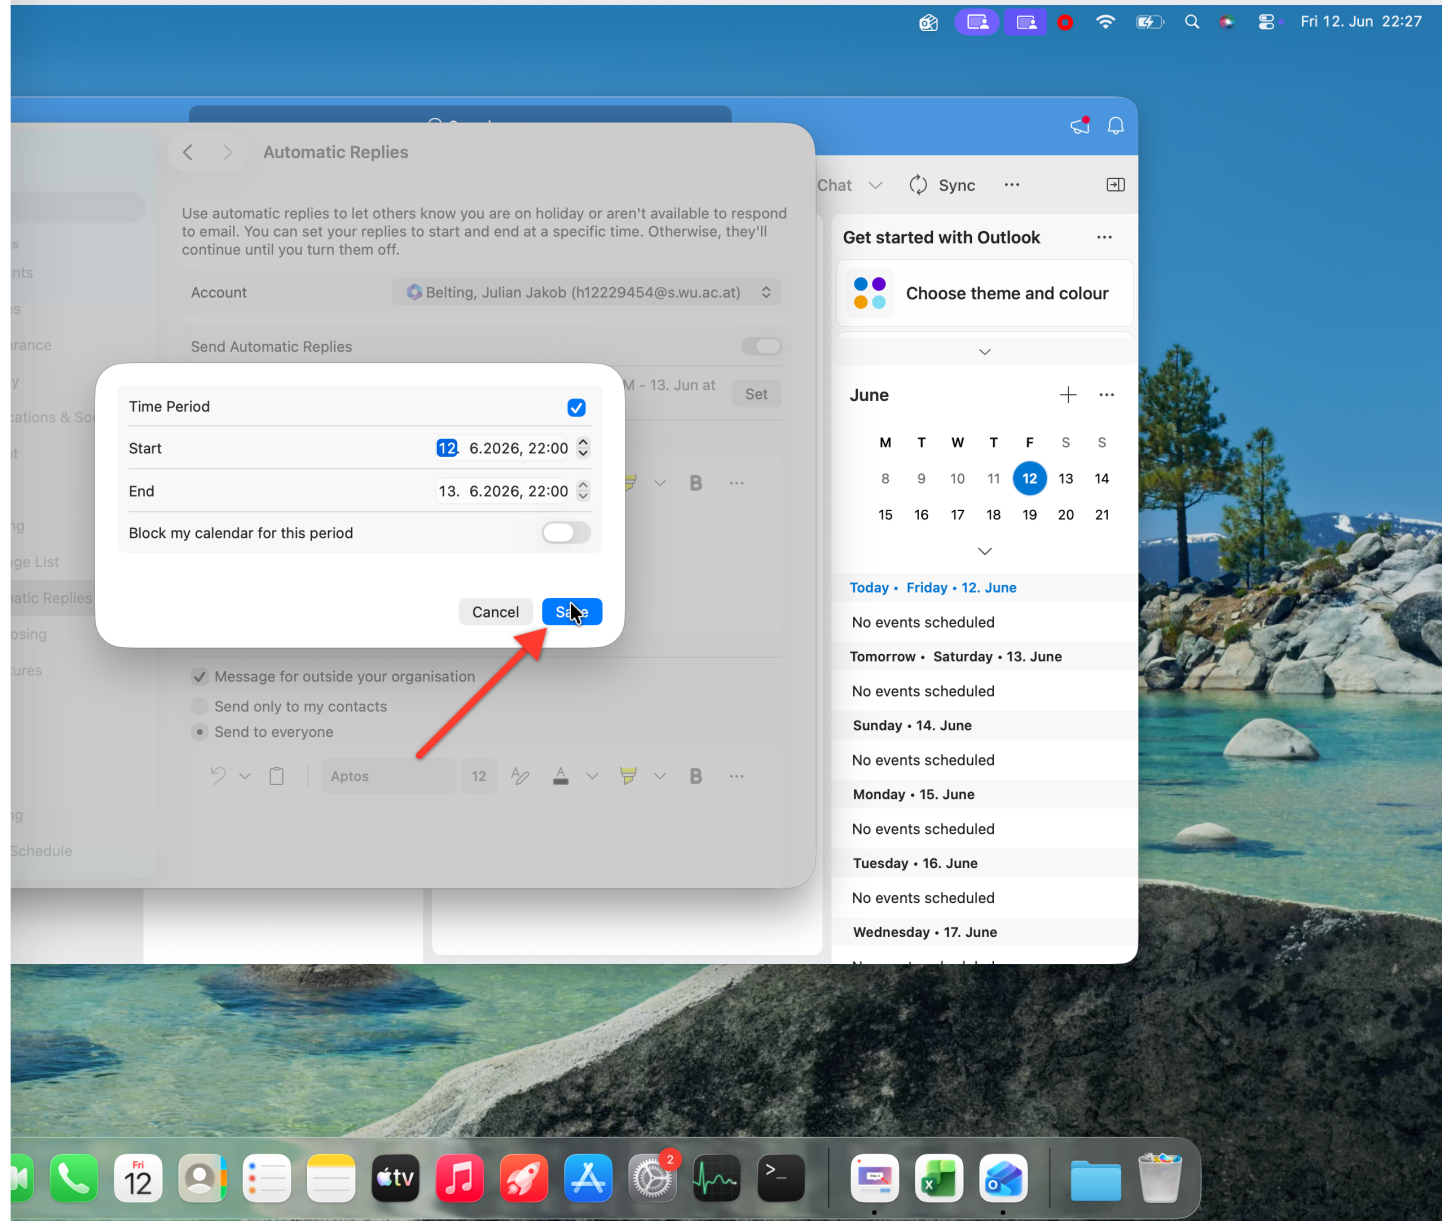 Fri 12. Jun 22:27
Automatic Replies
Use automatic replies to let others know you are on holiday or aren't available to respond
to email. You can set your replies to start and end at a specific time. Otherwise, they'll
continue until you turn them off.
Account
Belting, Julian Jakob (h12229454@s.wu.ac.at)
Send Automatic Replies
M – 13. Jun at
Set
Time Period
Start
12. 6.2026, 22:00
End
13. 6.2026, 22:00
Block my calendar for this period
Cancel
B
Message for outside your organisation
Send only to my contacts
Send to everyone
Aptos
12
A
B
Schedule
Chat
Sync
Get started with Outlook
Choose theme and colour
June
M T W T F S S
8 9 10 11 12 13 14
15 16 17 18 19 20 21
Today • Friday • 12. June
No events scheduled
Tomorrow • Saturday • 13. June
No events scheduled
Sunday • 14. June
No events scheduled
Monday • 15. June
No events scheduled
Tuesday • 16. June
No events scheduled
Wednesday • 17. June
Fri
12
tv
2
>_
X